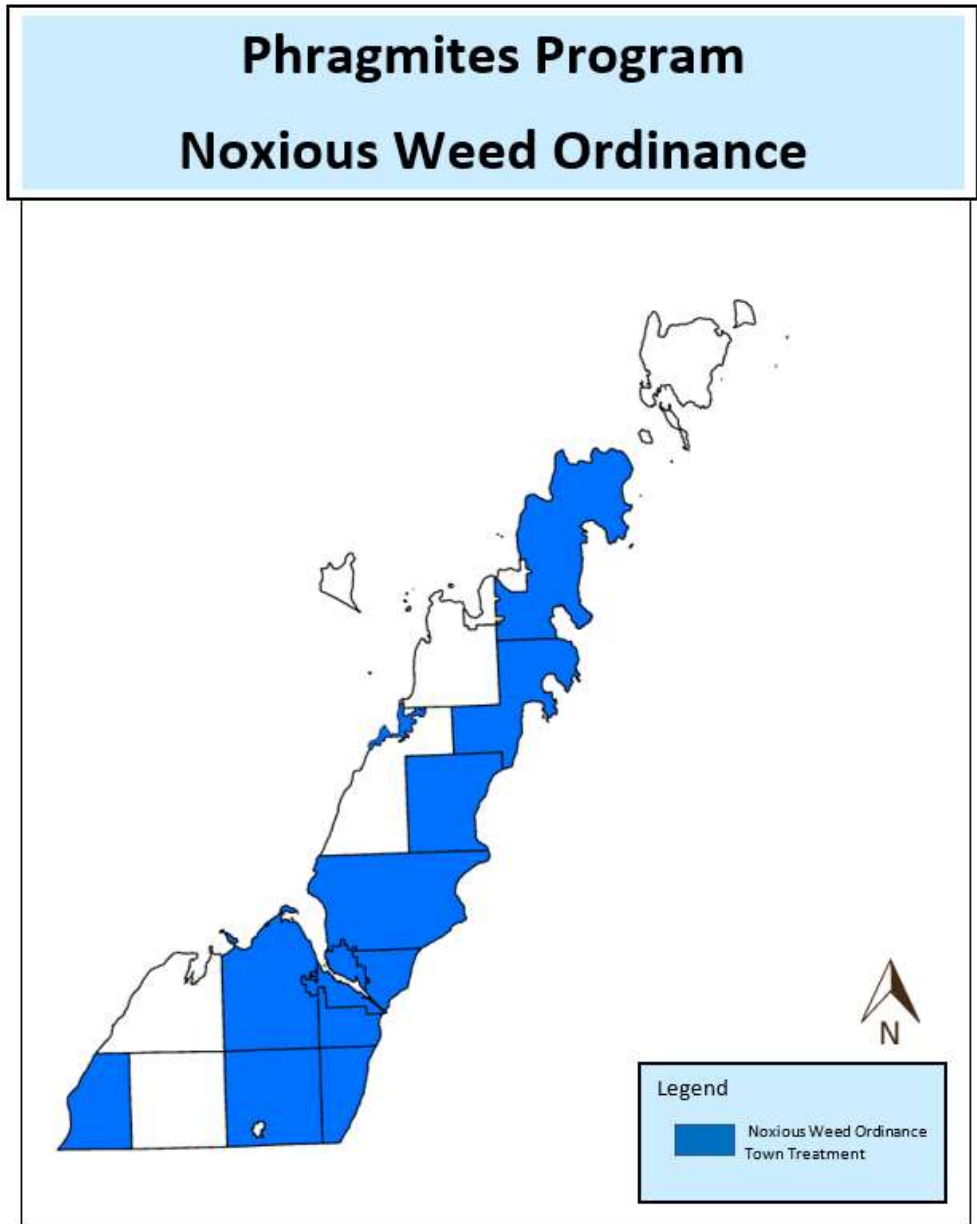 Phragmites Program
Noxious Weed Ordinance
N
Legend
Noxious Weed Ordinance
Town Treatment